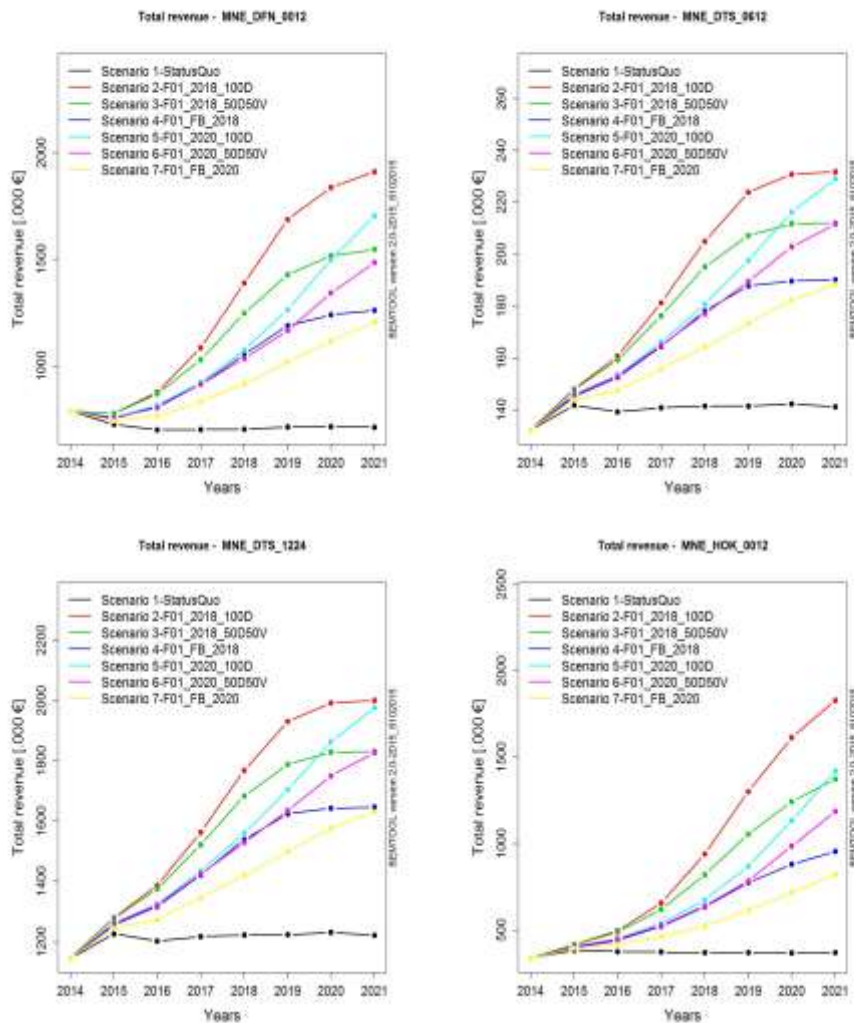 Total revenue - MNE_DFN_0012
Scenario 1-StatusQuo
Scenario 2-F01_2018_100D
Scenario 3-F01_2018_50D50V
Scenario 4-F01_FB_2018
Scenario 5-F01_2020_100D
Scenario 6-F01_2020_50D50V
Scenario 7-F01_FB_2020
Total revenue [.000 €]
2000
1500
1000
2014 2015 2016 2017 2018 2019 2020 2021
Years
Total revenue - MNE_DTS_0612
Scenario 1-StatusQuo
Scenario 2-F01_2018_100D
Scenario 3-F01_2018_50D50V
Scenario 4-F01_FB_2018
Scenario 5-F01_2020_100D
Scenario 6-F01_2020_50D50V
Scenario 7-F01_FB_2020
Total revenue [.000 €]
260
240
220
200
180
160
140
2014 2015 2016 2017 2018 2019 2020 2021
Years
Total revenue - MNE_DTS_1224
Scenario 1-StatusQuo
Scenario 2-F01_2018_100D
Scenario 3-F01_2018_50D50V
Scenario 4-F01_FB_2018
Scenario 5-F01_2020_100D
Scenario 6-F01_2020_50D50V
Scenario 7-F01_FB_2020
Total revenue [.000 €]
2200
2000
1800
1600
1400
1200
2014 2015 2016 2017 2018 2019 2020 2021
Years
Total revenue - MNE_HOK_0012
Scenario 1-StatusQuo
Scenario 2-F01_2018_100D
Scenario 3-F01_2018_50D50V
Scenario 4-F01_FB_2018
Scenario 5-F01_2020_100D
Scenario 6-F01_2020_50D50V
Scenario 7-F01_FB_2020
Total revenue [.000 €]
2500
2000
1500
1000
500
2014 2015 2016 2017 2018 2019 2020 2021
Years
BEMTOOL version
BEMTOOL version
BEMTOOL version
BEMTOOL version